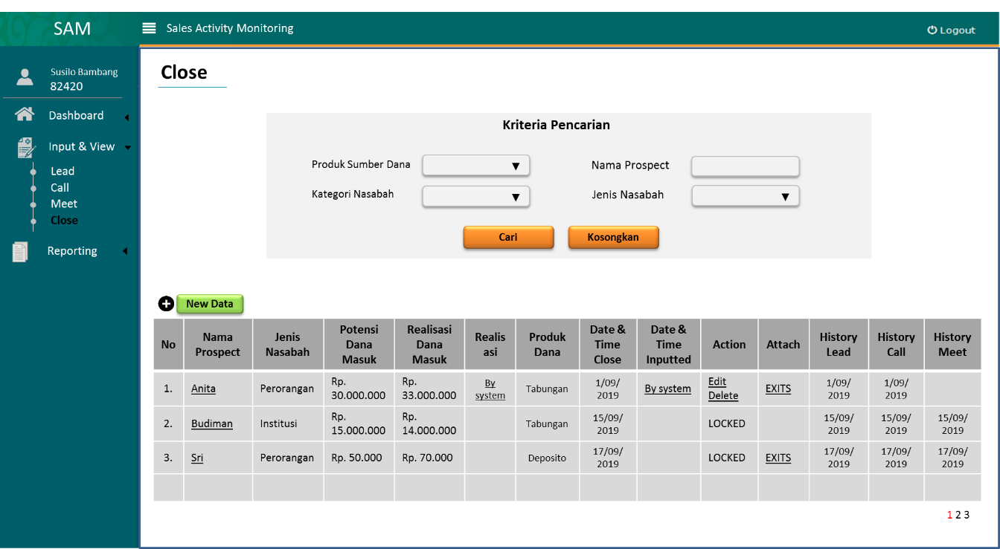 SAM
Sales Activity Monitoring
Logout
Susilo Bambang
82420
Dashboard
Input & View
Lead
Call
Meet
Close
Reporting
Close
Kriteria Pencarian
Produk Sumber Dana
Nama Prospect
Kategori Nasabah
Jenis Nasabah
Cari
Kosongkan
New Data
No
Nama
Prospect
Jenis
Nasabah
Potensi
Dana
Masuk
Realisasi
Dana
Masuk
Realis
asi
Produk
Dana
Date &
Time
Close
Date &
Time
Inputted
Action
Attach
History
Lead
History
Call
History
Meet
1.
Anita
Perorangan
Rp.
30.000.000
Rp.
33.000.000
By
system
Tabungan
1/09/
2019
By system
Edit
Delete
EXITS
1/09/
2019
1/09/
2019
2.
Budiman
Institusi
Rp.
15.000.000
Rp.
14.000.000
Tabungan
15/09/
2019
LOCKED
15/09/
2019
15/09/
2019
15/09/
2019
3.
Sri
Perorangan
Rp. 50.000
Rp. 70.000
Deposito
17/09/
2019
LOCKED
EXITS
17/09/
2019
17/09/
2019
17/09/
2019
1 2 3